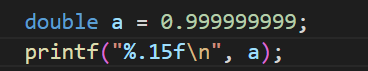 double a = 0.999999999;
printf("%.15f\n", a);